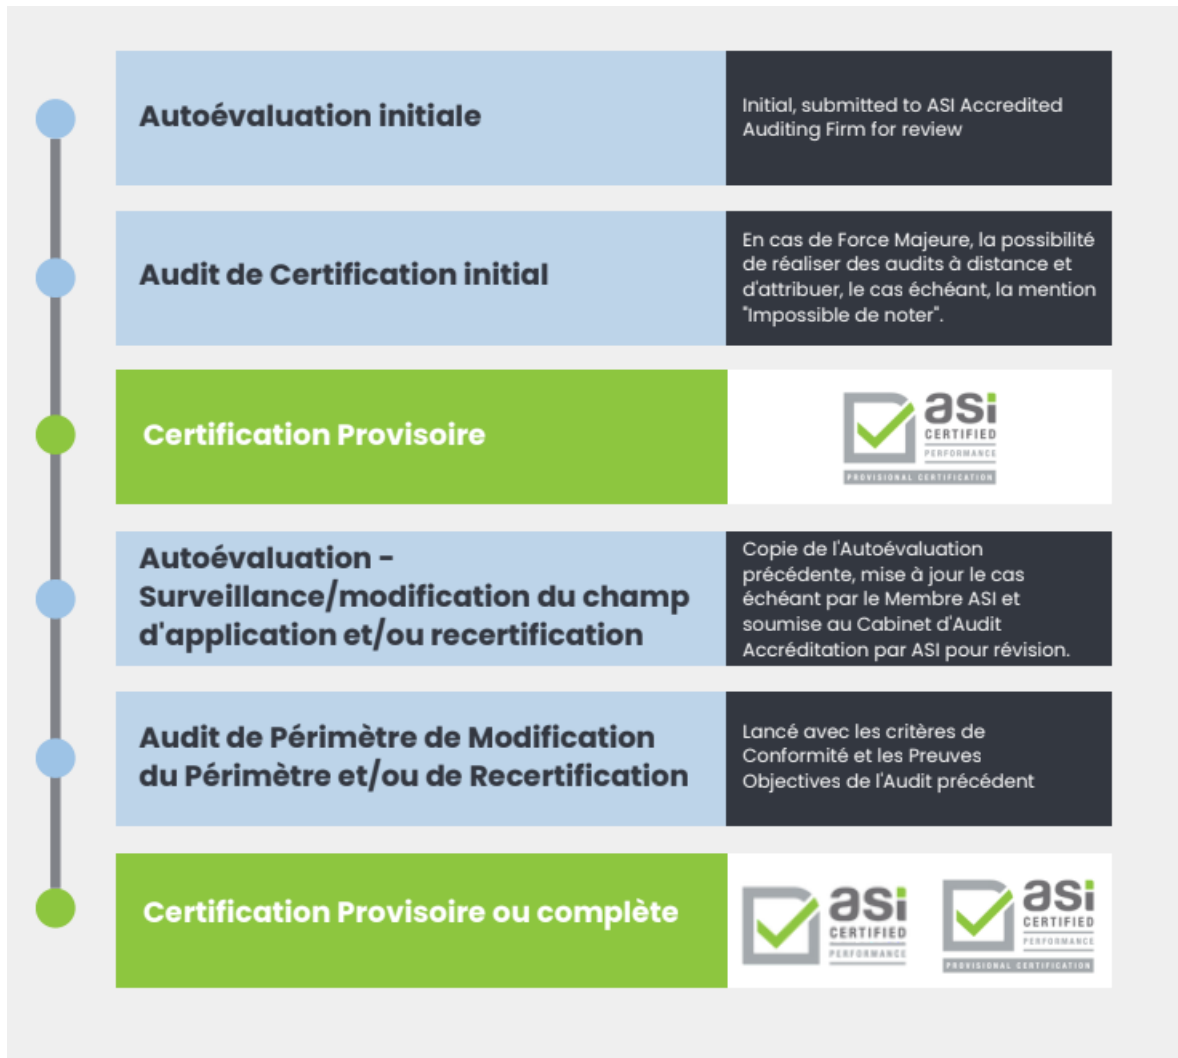 Autoévaluation initiale
Initial, submitted to ASI Accredited
Auditing Firm for review
Audit de Certification initial
En cas de Force Majeure, la possibilité
de réaliser des audits à distance et
d'attribuer, le cas échéant, la mention
"Impossible de noter".
Certification Provisoire
asi
CERTIFIED
PERFORMANCE
PROVISIONAL CERTIFICATION
Autoévaluation -
Surveillance/modification du champ
d'application et/ou recertification
Copie de l'Autoévaluation
précédente, mise à jour le cas
échéant par le Membre ASI et
soumise au Cabinet d'Audit
Accréditation par ASI pour révision.
Audit de Périmètre de Modification
du Périmètre et/ou de Recertification
Lancé avec les critères de
Conformité et les Preuves
Objectives de l'Audit précédent
Certification Provisoire ou complète
asi
CERTIFIED
PERFORMANCE
asi
CERTIFIED
PERFORMANCE
PROVISIONAL CERTIFICATION